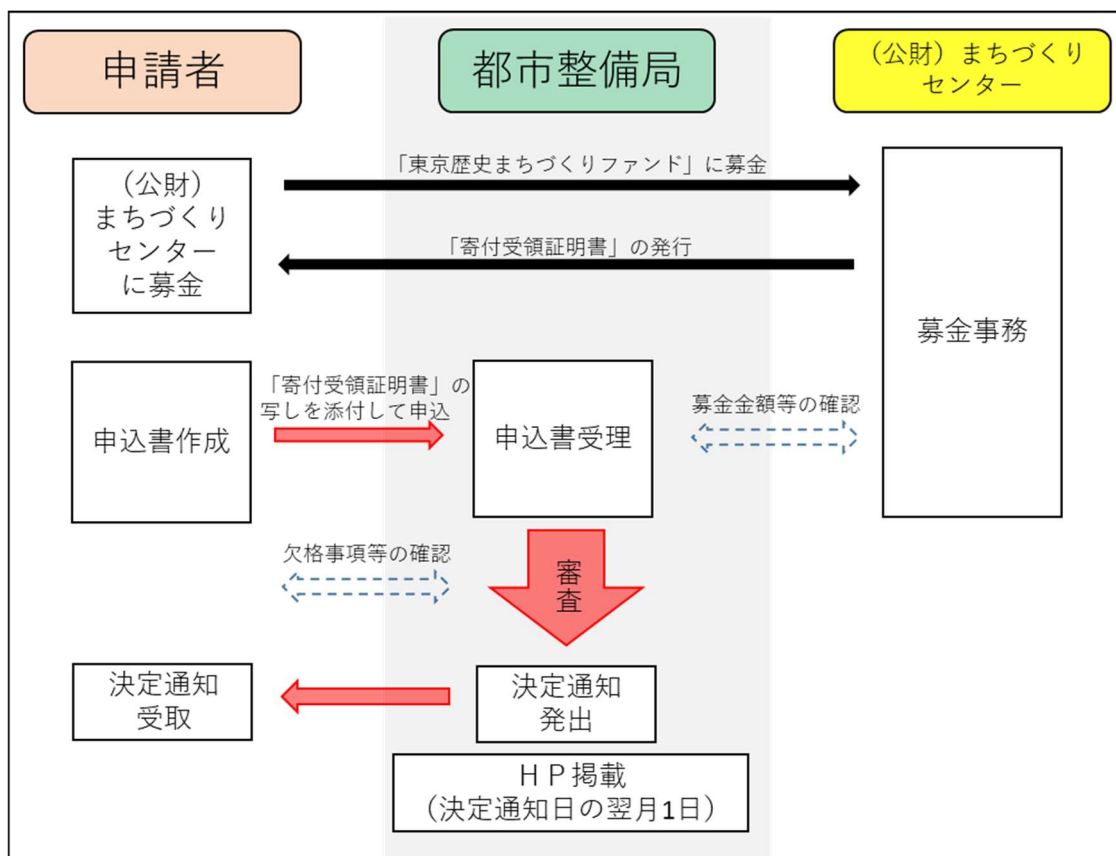 申請者
都市整備局
（公財）まちづくり
センター
「東京歴史まちづくりファンド」に募金
（公財）
まちづくり
センター
に募金
「寄付受領証明書」の発行
募金事務
「寄付受領証明書」の
写しを添付して申込
申込書作成
申込書受理
募金金額等の確認
欠格事項等の確認
審査
決定通知
受取
決定通知
発出
ＨＰ掲載
（決定通知日の翌月1日）